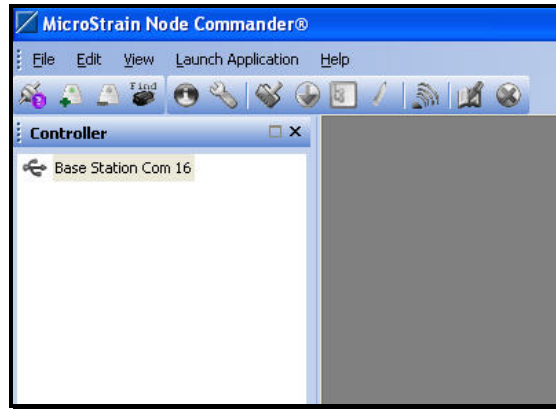 MicroStrain Node Commander®
File Edit View Launch Application Help
Find
Controller
Base Station Com 16